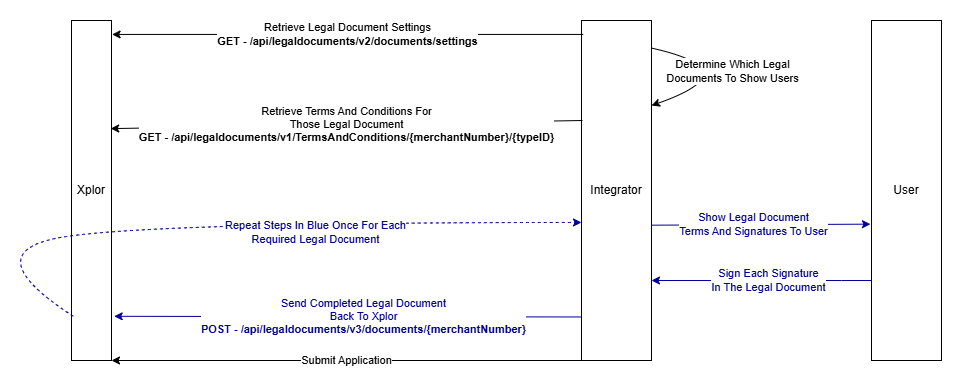 Retrieve Legal Document Settings
GET - /api/legaldocuments/v2/documents/settings
Determine Which Legal
Documents To Show Users
Retrieve Terms And Conditions For
Those Legal Document
GET - /api/legaldocuments/v1/TermsAndConditions/{merchantNumber}/{typeID}
Xplor
Integrator
User
Repeat Steps In Blue Once For Each
Required Legal Document
Show Legal Document
Terms And Signatures To User
Sign Each Signature
In The Legal Document
Send Completed Legal Document
Back To Xplor
POST - /api/legaldocuments/v3/documents/{merchantNumber}
Submit Application